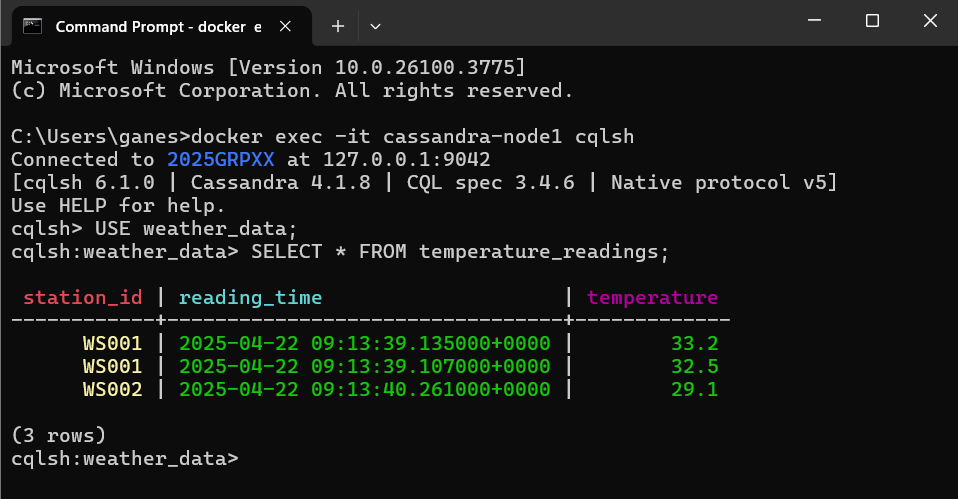 Command Prompt - docker e
Microsoft Windows [Version 10.0.26100.3775]
(c) Microsoft Corporation. All rights reserved.
C:\Users\ganes>docker exec -it cassandra-node1 cqlsh
Connected to 2025GRPXX at 127.0.0.1:9042
[cqlsh 6.1.0 | Cassandra 4.1.8 | CQL spec 3.4.6 | Native protocol v5]
Use HELP for help.
cqlsh> USE weather_data;
cqlsh:weather_data> SELECT * FROM temperature_readings;
station_id | reading_time | temperature
------------+---------------------------------+-------------
WS001 | 2025-04-22 09:13:39.135000+0000 | 33.2
WS001 | 2025-04-22 09:13:39.107000+0000 | 32.5
WS002 | 2025-04-22 09:13:40.261000+0000 | 29.1
(3 rows)
cqlsh:weather_data>